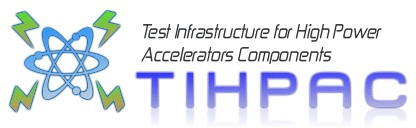 Test Infrastructure for High Power
Accelerators Components
TIHPAC